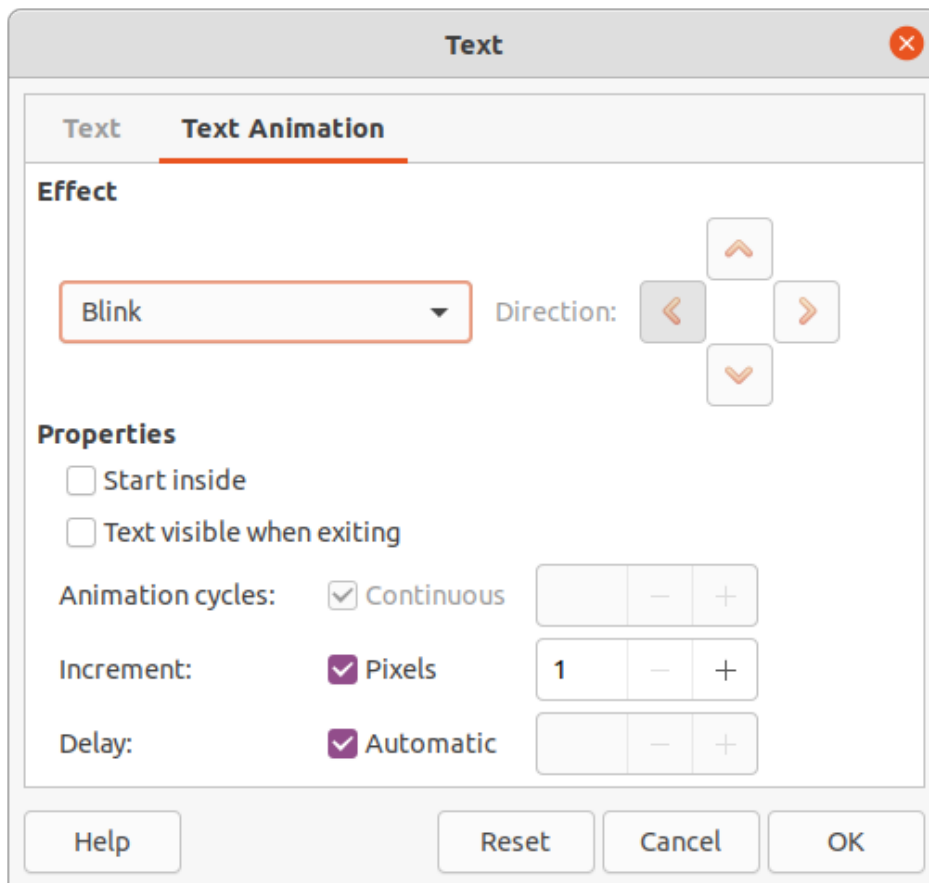 Text
Text Animation
Effect
Blink
Direction:
Properties
Start inside
Text visible when exiting
Animation cycles: Continuous
Increment: Pixels 1
Delay: Automatic
Help Reset Cancel OK